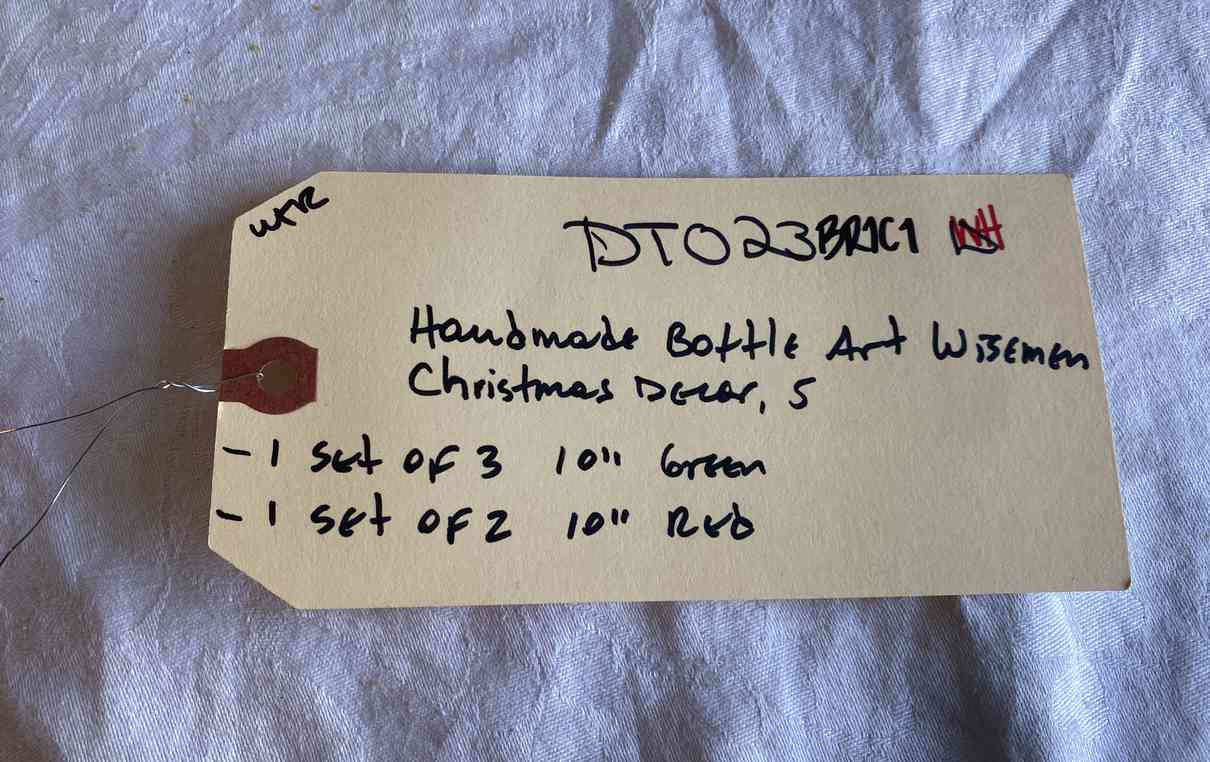 WTR
DT023BR1C1
Handmade Bottle Art Wisemen
Christmas Decor, 5
- 1 Set OF 3 10" Green
- 1 Set OF 2 10" Red